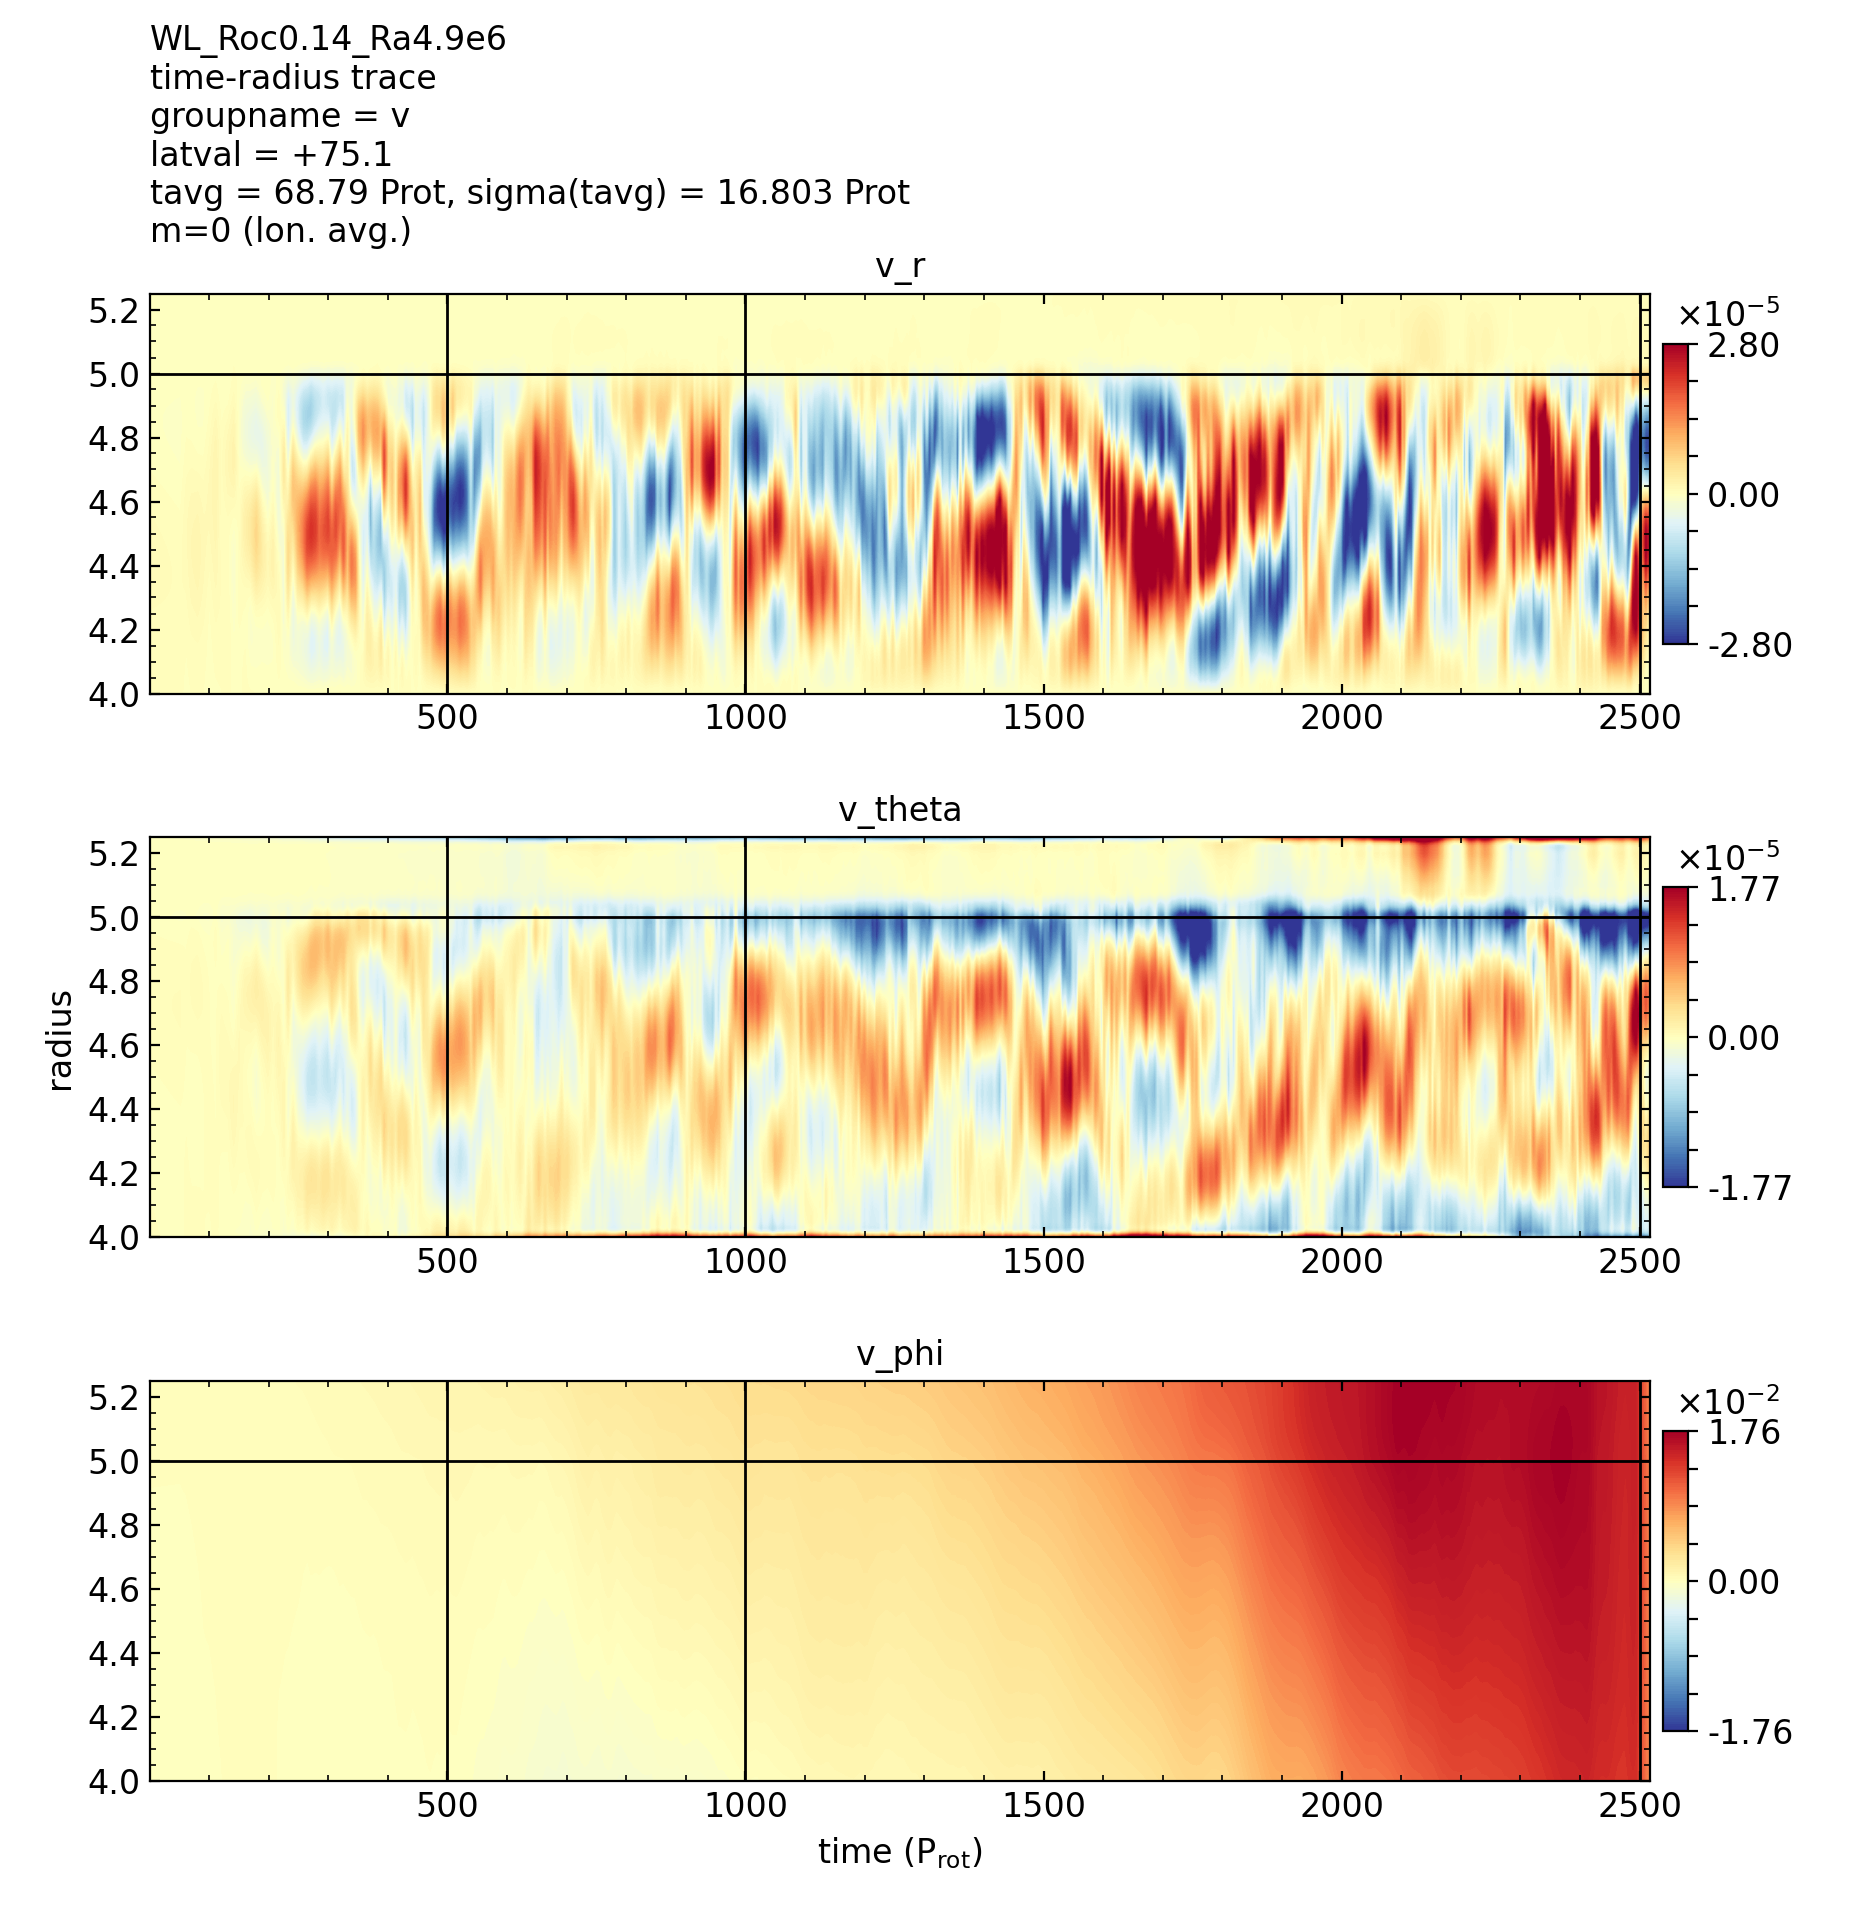 WL_Roc0.14_Ra4.9e6
time-radius trace
groupname = v
latval = +75.1
tavg = 68.79 Prot, sigma(tavg) = 16.803 Prot
m=0 (lon. avg.)
v_r
5.2
5.0
4.8
4.6
4.4
4.2
4.0
500 1000 1500 2000 2500
×10⁻⁵
2.80
0.00
-2.80
v_theta
radius
5.2
5.0
4.8
4.6
4.4
4.2
4.0
500 1000 1500 2000 2500
×10⁻⁵
1.77
0.00
-1.77
v_phi
5.2
5.0
4.8
4.6
4.4
4.2
4.0
500 1000 1500 2000 2500
×10⁻²
1.76
0.00
-1.76
time (P_rot)